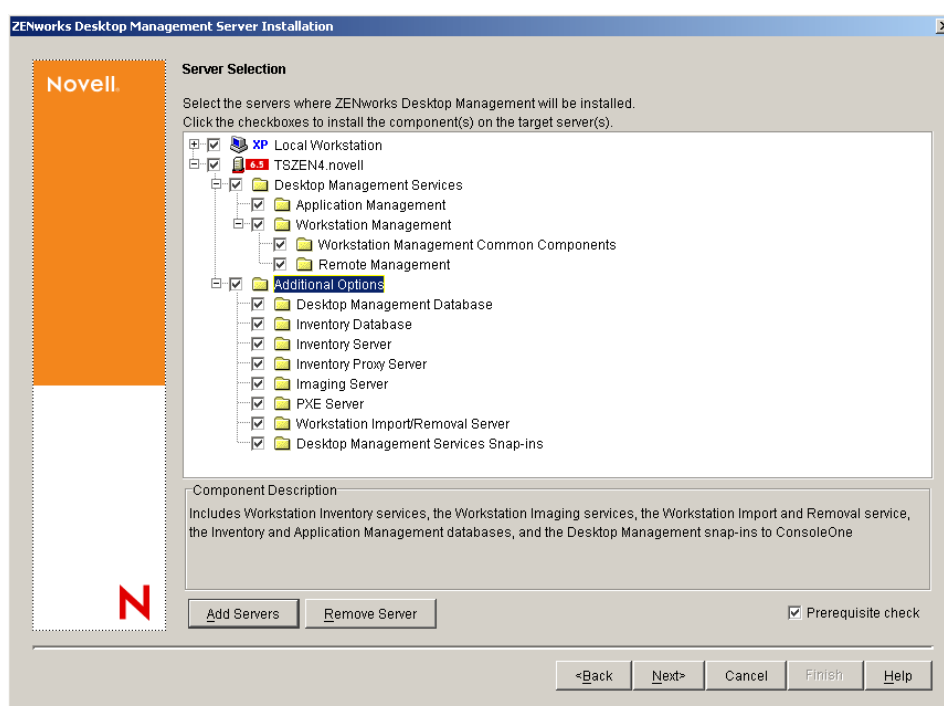 ZENworks Desktop Management Server Installation
Novell.
Server Selection
Select the servers where ZENworks Desktop Management will be installed.
Click the checkboxes to install the component(s) on the target server(s).
XP Local Workstation
6.5 TSZEN4.novell
Desktop Management Services
Application Management
Workstation Management
Workstation Management Common Components
Remote Management
Additional Options
Desktop Management Database
Inventory Database
Inventory Server
Inventory Proxy Server
Imaging Server
PXE Server
Workstation Import/Removal Server
Desktop Management Services Snap-ins
Component Description
Includes Workstation Inventory services, the Workstation Imaging services, the Workstation Import and Removal service,
the Inventory and Application Management databases, and the Desktop Management snap-ins to ConsoleOne
N
Add Servers Remove Server Prerequisite check
<Back Next> Cancel Finish Help